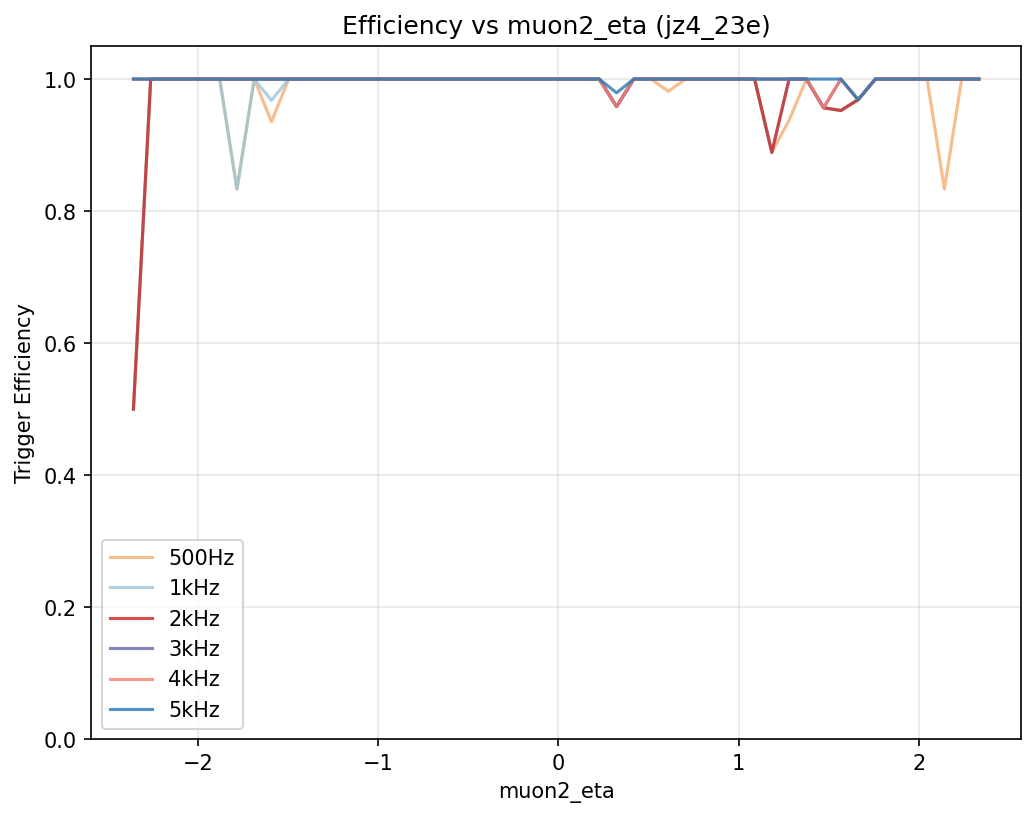 Efficiency vs muon2_eta (jz4_23e)
Trigger Efficiency
1.0
0.8
0.6
0.4
0.2
0.0
500Hz
1kHz
2kHz
3kHz
4kHz
5kHz
−2
−1
0
1
2
muon2_eta